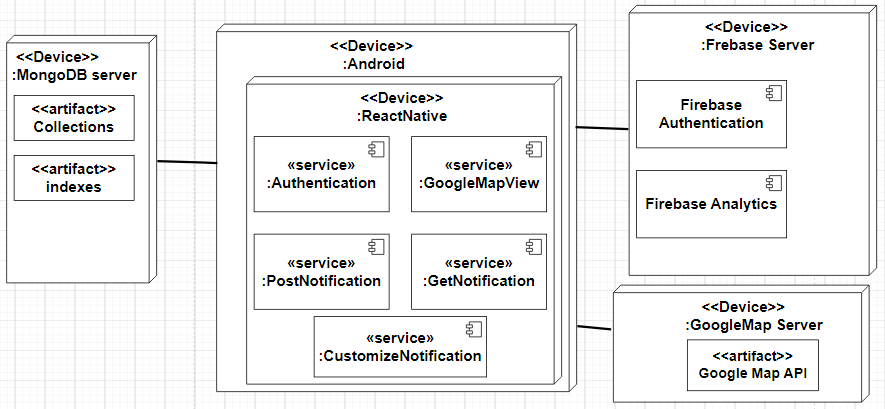 <<Device>>
:MongoDB server
<<artifact>>
Collections
<<artifact>>
indexes
<<Device>>
:Android
<<Device>>
:ReactNative
«service»
:Authentication
«service»
:GoogleMapView
«service»
:PostNotification
«service»
:GetNotification
«service»
:CustomizeNotification
<<Device>>
:Frebase Server
Firebase
Authentication
Firebase Analytics
<<Device>>
:GoogleMap Server
<<artifact>>
Google Map API